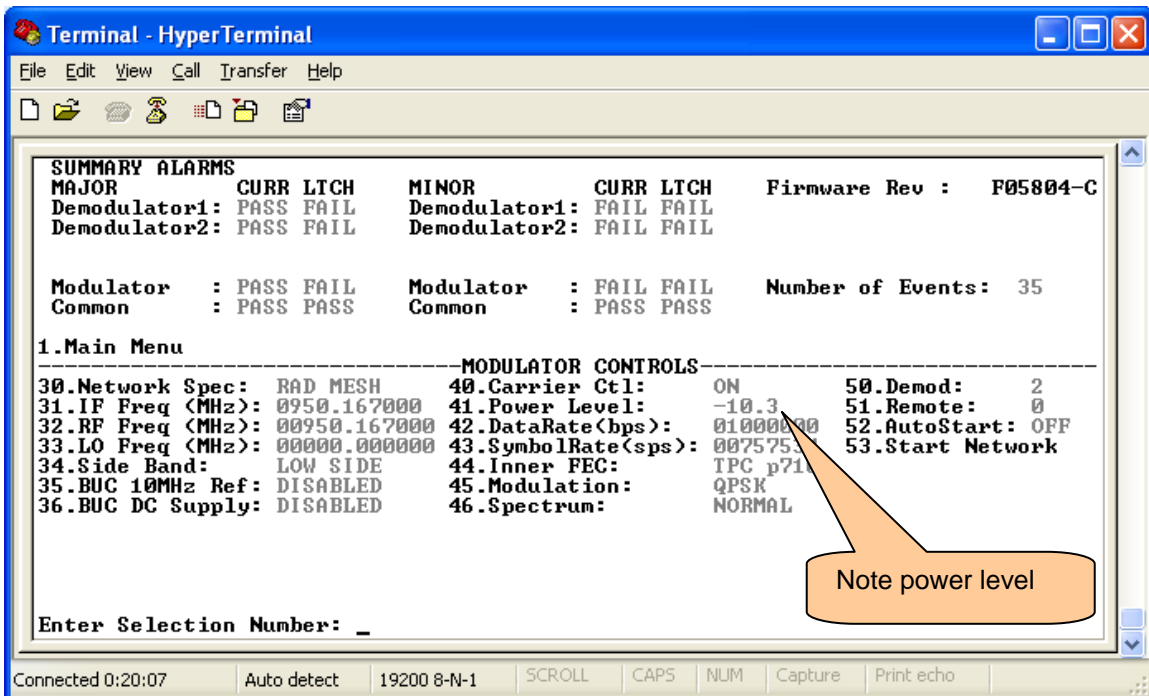 Terminal - HyperTerminal
File Edit View Call Transfer Help
SUMMARY ALARMS
MAJOR CURR LTCH MINOR CURR LTCH Firmware Rev : F05804-C
Demodulator1: PASS FAIL Demodulator1: FAIL FAIL
Demodulator2: PASS FAIL Demodulator2: FAIL FAIL
Modulator : PASS FAIL Modulator : FAIL FAIL Number of Events: 35
Common : PASS PASS Common : PASS PASS
1.Main Menu
MODULATOR CONTROLS
30.Network Spec: RAD MESH 40.Carrier Ctl: ON 50.Demod: 2
31.IF Freq (MHz): 0950.167000 41.Power Level: -10.3 51.Remote: 0
32.RF Freq (MHz): 00950.167000 42.DataRate(bps): 01000000 52.AutoStart: OFF
33.LO Freq (MHz): 00000.000000 43.SymbolRate(sps): 53.Start Network
34.Side Band: LOW SIDE 44.Inner FEC: TPC
35.BUC 10MHz Ref: DISABLED 45.Modulation: QPSK
36.BUC DC Supply: DISABLED 46.Spectrum: NORMAL
Note power level
Enter Selection Number: _
Connected 0:20:07 Auto detect 19200 8-N-1 SCROLL CAPS NUM Capture Print echo